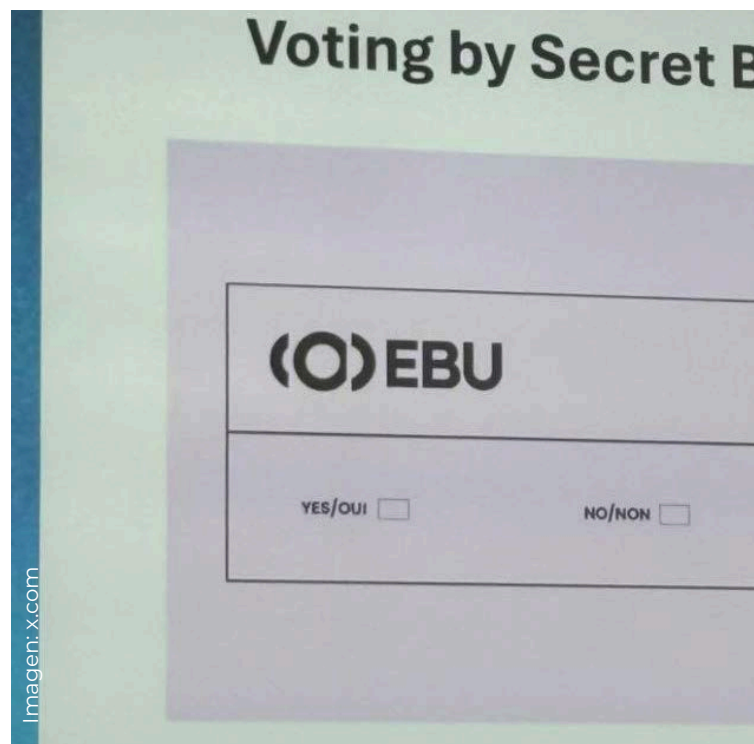 Voting by Secret B
(O) EBU
YES/OUI
NO/NON
Imagen: x.com